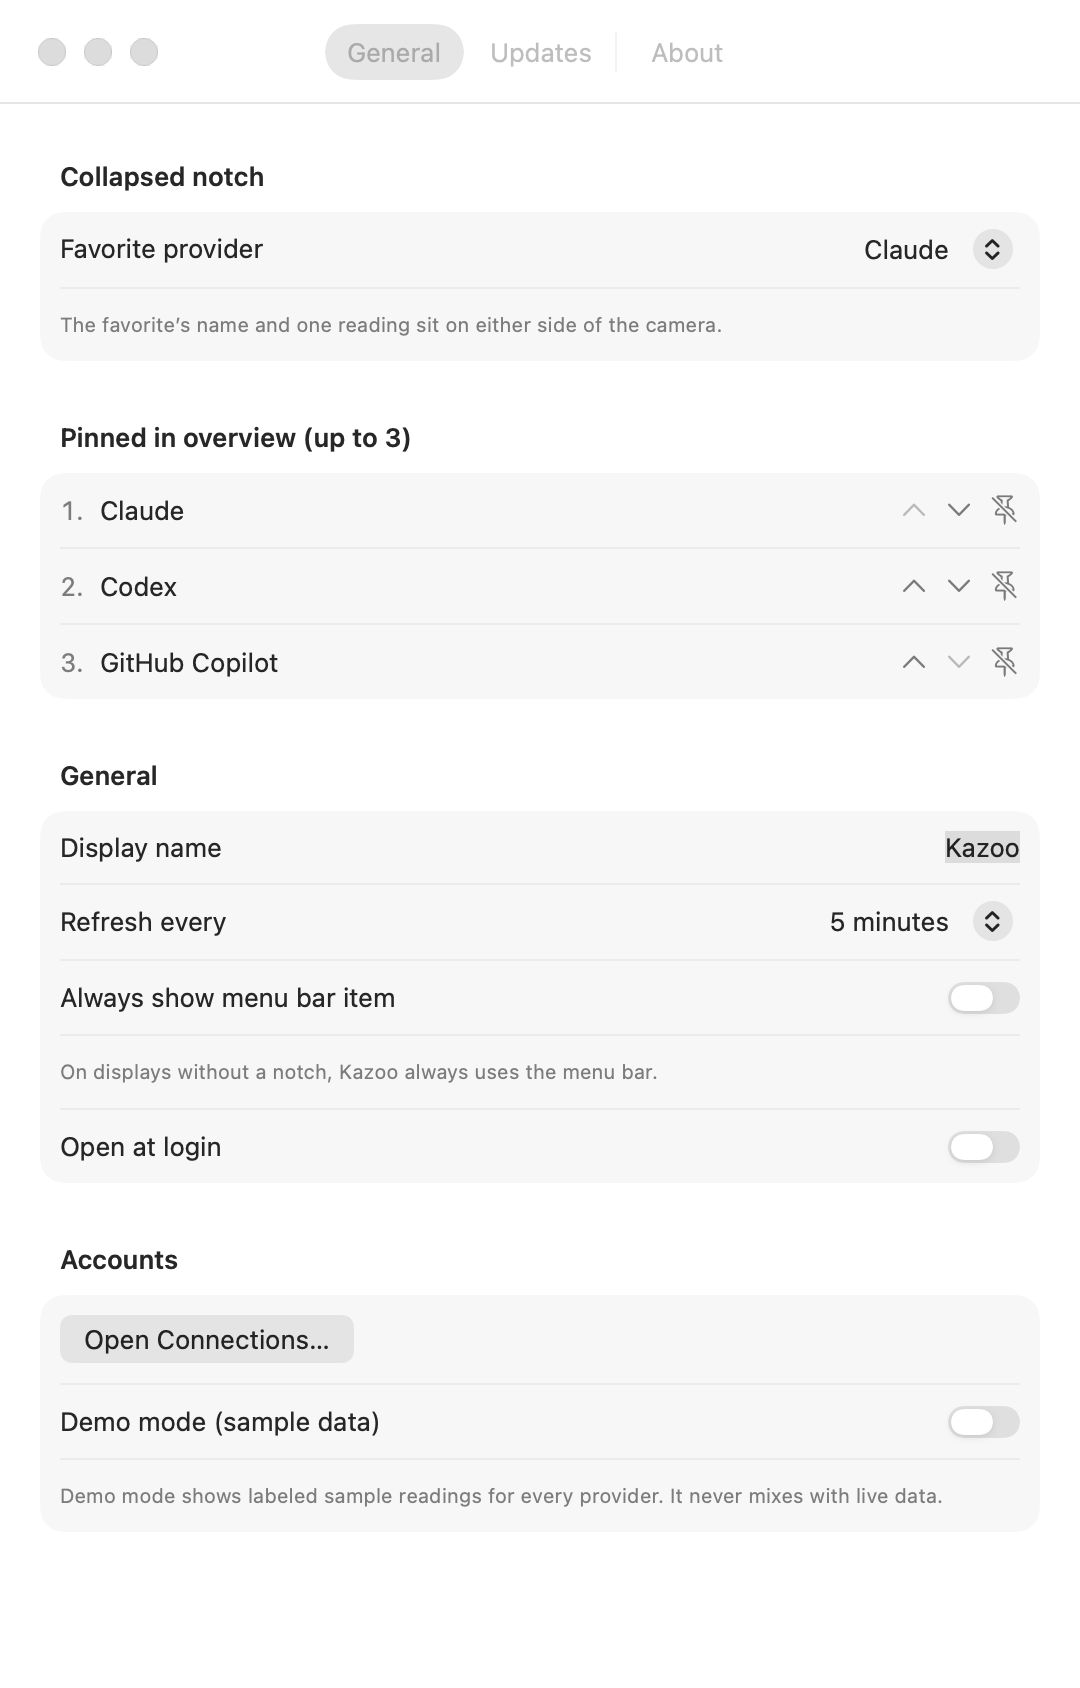 General
Updates
About
Collapsed notch
Favorite provider
Claude
The favorite’s name and one reading sit on either side of the camera.
Pinned in overview (up to 3)
1. Claude
2. Codex
3. GitHub Copilot
General
Display name
Kazoo
Refresh every
5 minutes
Always show menu bar item
On displays without a notch, Kazoo always uses the menu bar.
Open at login
Accounts
Open Connections...
Demo mode (sample data)
Demo mode shows labeled sample readings for every provider. It never mixes with live data.